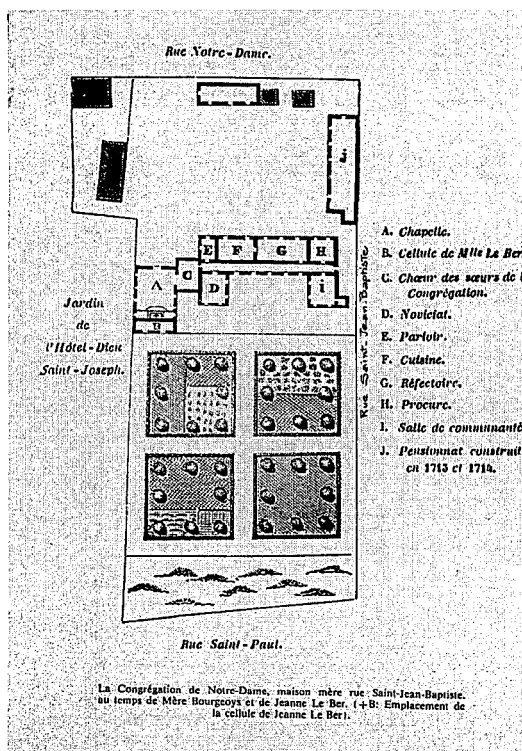 Rue Notre-Dame.
E F G H
C
A
D
I
B
Jardin
de
l'Hôtel-Dieu
Saint-Joseph.
Rue Saint-Jean Baptiste
A. Chapelle.
B. Cellule de Mlle Le Ber
C. Chœur des sœurs de l
Congrégation.
D. Noviciat.
E. Parloir.
F. Cuisine.
G. Réfectoire.
H. Procure.
I. Salle de communauté
J. Pensionnat construit
en 1713 et 1714.
Rue Saint-Paul.
La Congrégation de Notre-Dame, maison mère rue Saint-Jean-Baptiste,
au temps de Mère Bourgeoys et de Jeanne Le Ber. (+B: Emplacement de
la cellule de Jeanne Le Ber).